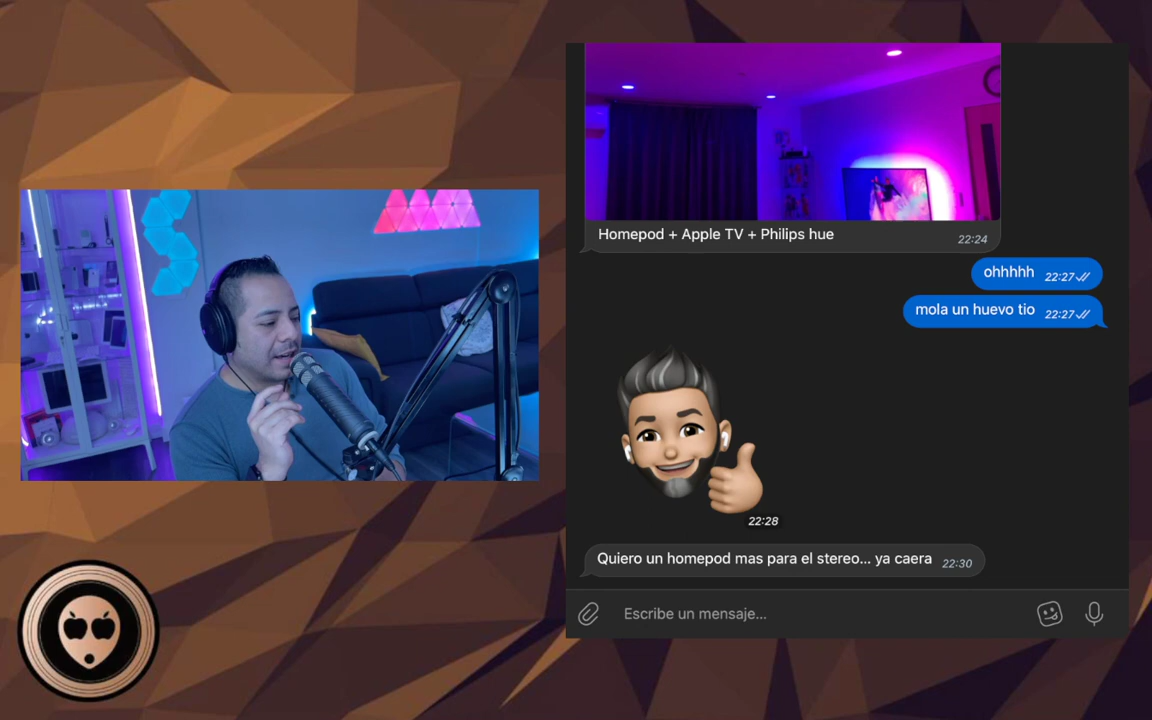 Homepod + Apple TV + Philips hue
22:24
ohhhhh 22:27
mola un huevo tio 22:27
22:28
Quiero un homepod mas para el stereo... ya caera 22:30
Escribe un mensaje...